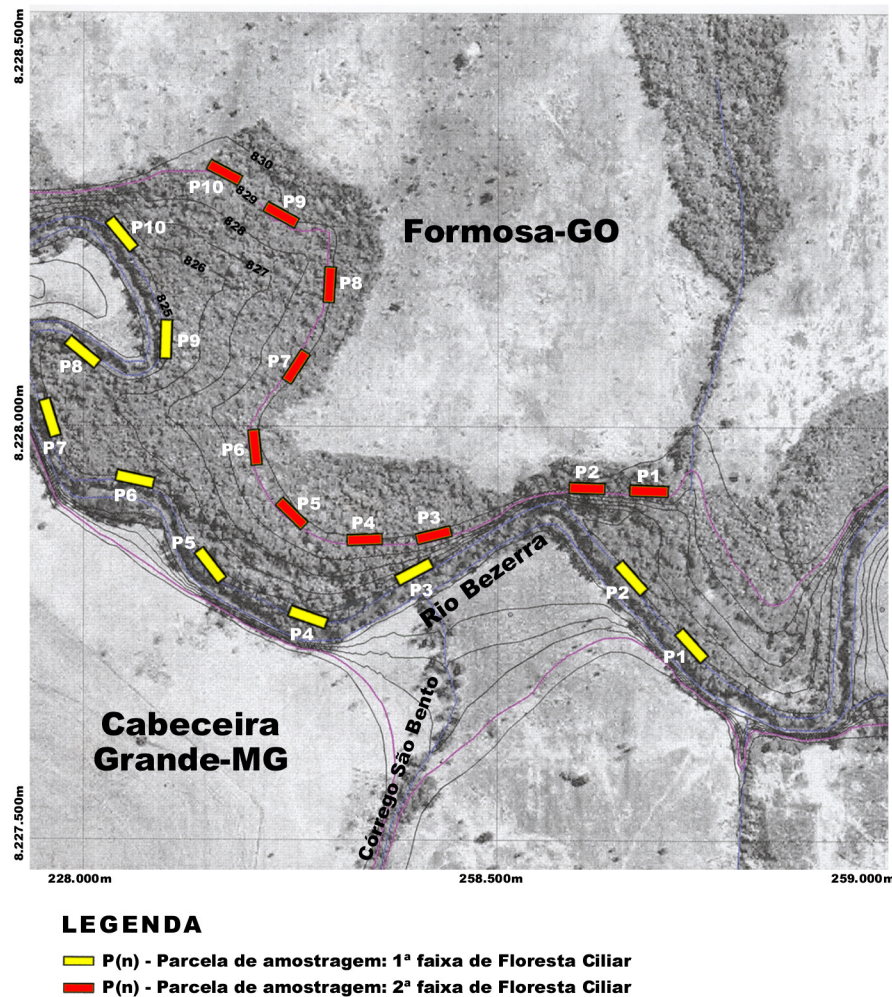 8.228.500m
830
P10
829
P9
P10
828
Formosa-GO
826
827
P8
825
P9
P8
P7
8.228.000m
P7
P6
P2
P1
P6
P5
P4
P3
P5
P3
P2
Rio Bezerra
P4
P1
Cabeceira
Grande-MG
Córrego São Bento
8.227.500m
228.000m
258.500m
259.000m
LEGENDA
P(n) - Parcela de amostragem: 1ª faixa de Floresta Ciliar
P(n) - Parcela de amostragem: 2ª faixa de Floresta Ciliar